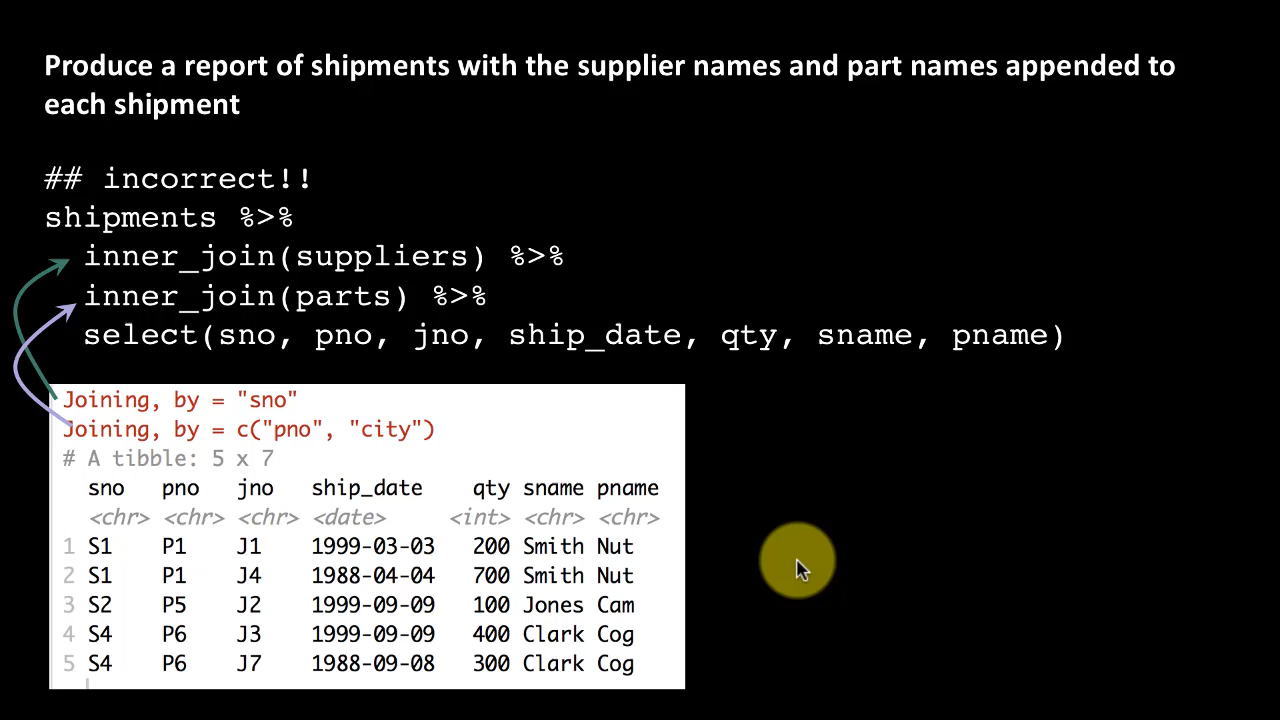 Produce a report of shipments with the supplier names and part names appended to
each shipment
## incorrect!!
shipments %>%
inner_join(suppliers) %>%
inner_join(parts) %>%
select(sno, pno, jno, ship_date, qty, sname, pname)
Joining, by = "sno"
Joining, by = c("pno", "city")
# A tibble: 5 x 7
sno pno jno ship_date qty sname pname
<chr> <chr> <chr> <date> <int> <chr> <chr>
1 S1 P1 J1 1999-03-03 200 Smith Nut
2 S1 P1 J4 1988-04-04 700 Smith Nut
3 S2 P5 J2 1999-09-09 100 Jones Cam
4 S4 P6 J3 1999-09-09 400 Clark Cog
5 S4 P6 J7 1988-09-08 300 Clark Cog